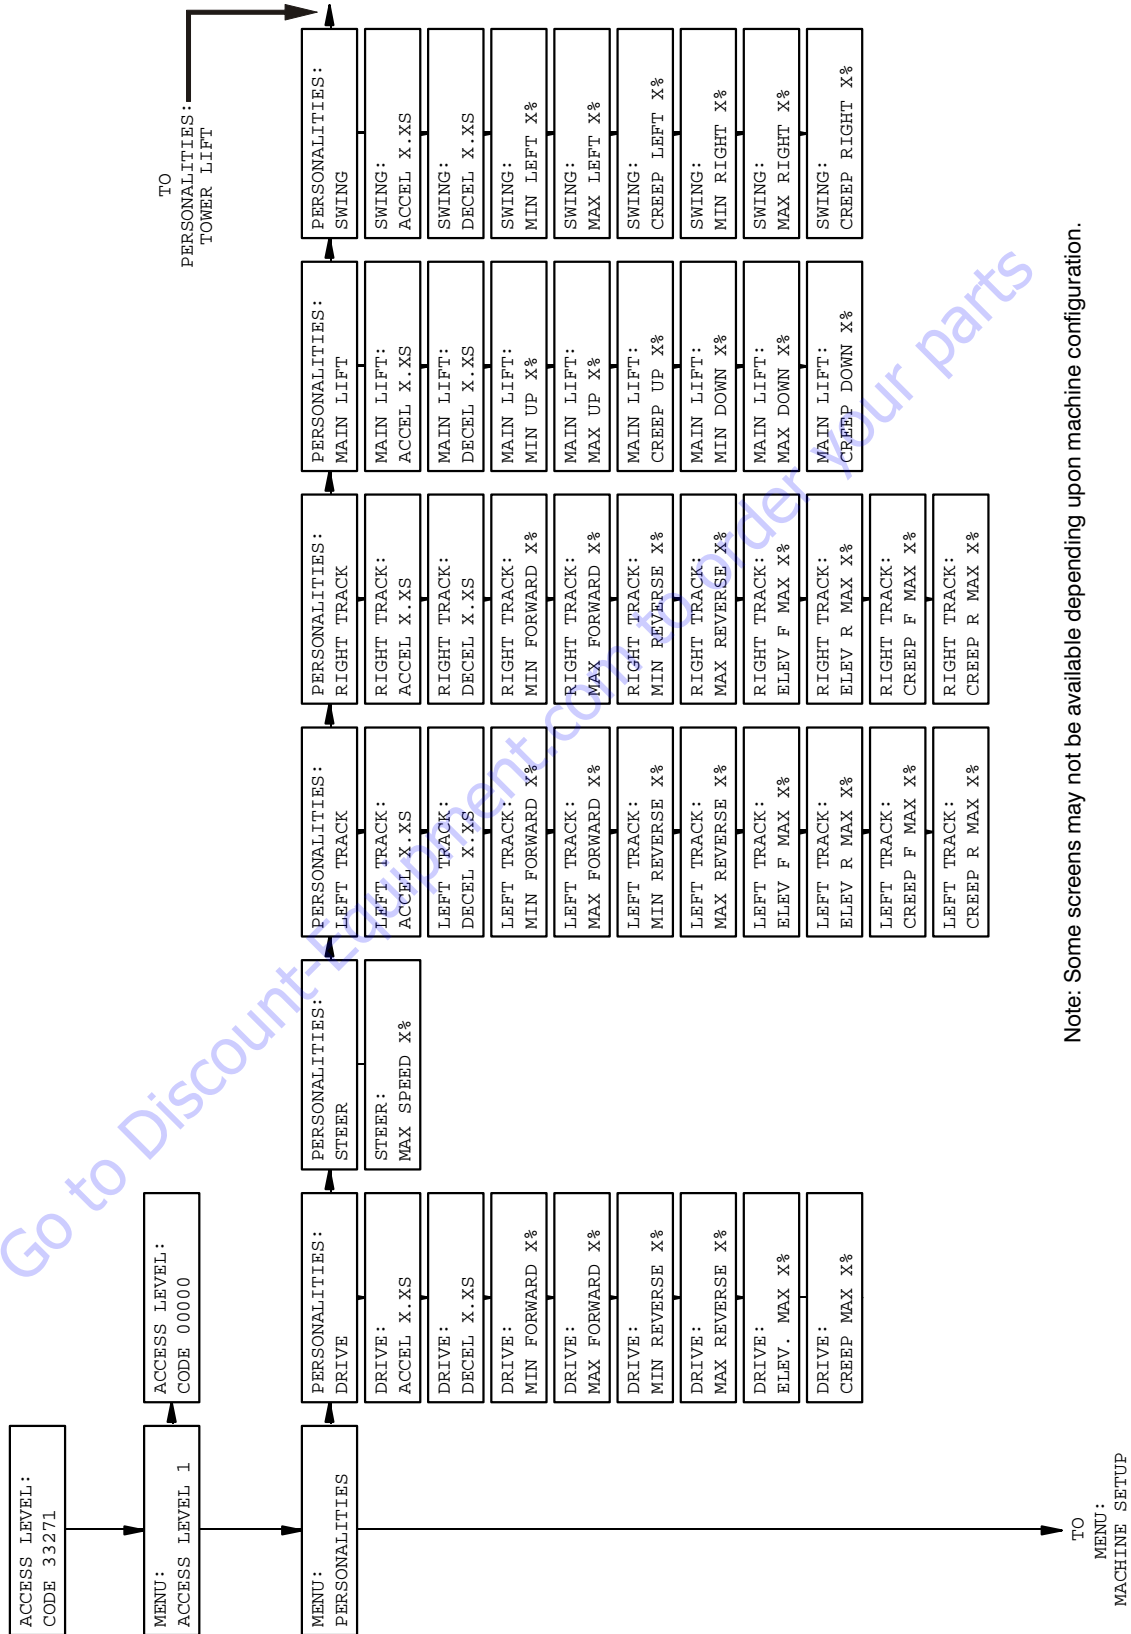 ACCESS LEVEL:
CODE 33271
MENU:
ACCESS LEVEL 1
ACCESS LEVEL:
CODE 00000
MENU:
PERSONALITIES
TO
MENU:
MACHINE SETUP
PERSONALITIES:
DRIVE
DRIVE:
ACCEL X.XS
DRIVE:
DECEL X.XS
DRIVE:
MIN FORWARD X%
DRIVE:
MAX FORWARD X%
DRIVE:
MIN REVERSE X%
DRIVE:
MAX REVERSE X%
DRIVE:
ELEV. MAX X%
DRIVE:
CREEP MAX X%
PERSONALITIES:
STEER
STEER:
MAX SPEED X%
PERSONALITIES:
LEFT TRACK
LEFT TRACK:
ACCEL X.XS
LEFT TRACK:
DECEL X.XS
LEFT TRACK:
MIN FORWARD X%
LEFT TRACK:
MAX FORWARD X%
LEFT TRACK:
MIN REVERSE X%
LEFT TRACK:
MAX REVERSE X%
LEFT TRACK:
ELEV F MAX X%
LEFT TRACK:
ELEV R MAX X%
LEFT TRACK:
CREEP F MAX X%
LEFT TRACK:
CREEP R MAX X%
PERSONALITIES:
RIGHT TRACK
RIGHT TRACK:
ACCEL X.XS
RIGHT TRACK:
DECEL X.XS
RIGHT TRACK:
MIN FORWARD X%
RIGHT TRACK:
MAX FORWARD X%
RIGHT TRACK:
MIN REVERSE X%
RIGHT TRACK:
MAX REVERSE X%
RIGHT TRACK:
ELEV F MAX X%
RIGHT TRACK:
ELEV R MAX X%
RIGHT TRACK:
CREEP F MAX X%
RIGHT TRACK:
CREEP R MAX X%
PERSONALITIES:
MAIN LIFT
MAIN LIFT:
ACCEL X.XS
MAIN LIFT:
DECEL X.XS
MAIN LIFT:
MIN UP X%
MAIN LIFT:
MAX UP X%
MAIN LIFT:
CREEP UP X%
MAIN LIFT:
MIN DOWN X%
MAIN LIFT:
MAX DOWN X%
MAIN LIFT:
CREEP DOWN X%
PERSONALITIES:
SWING
SWING:
ACCEL X.XS
SWING:
DECEL X.XS
SWING:
MIN LEFT X%
SWING:
MAX LEFT X%
SWING:
CREEP LEFT X%
SWING:
MIN RIGHT X%
SWING:
MAX RIGHT X%
SWING:
CREEP RIGHT X%
TO
PERSONALITIES:
TOWER LIFT
Note: Some screens may not be available depending upon machine configuration.
Go to Discount-Equipment.com to order your parts